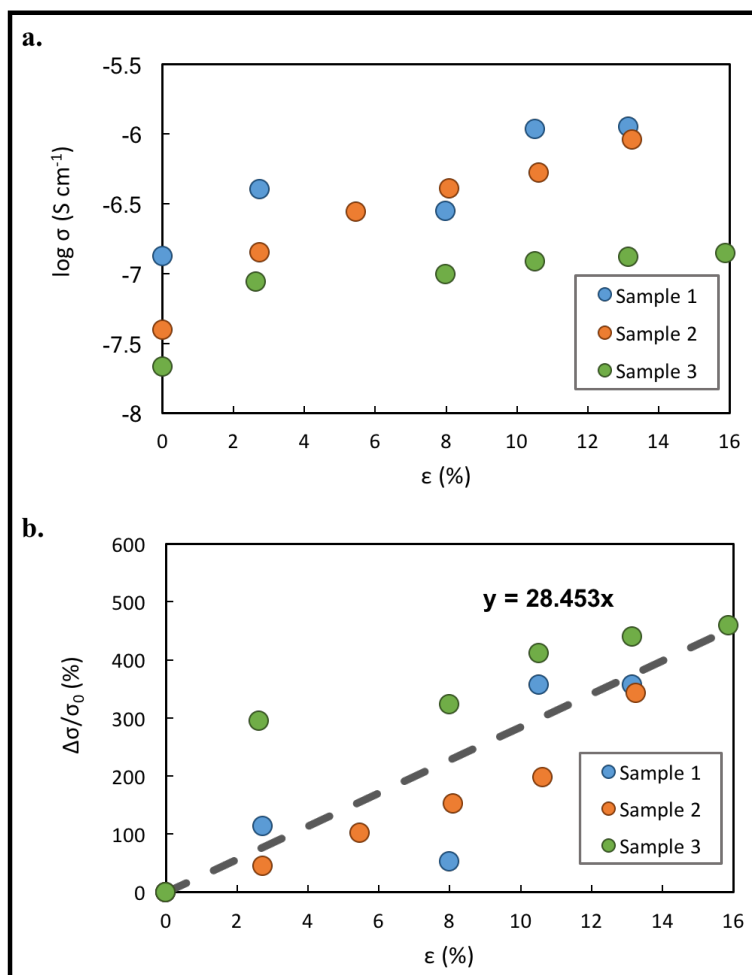 a.
-5.5
-6
-6.5
-7
-7.5
-8
log σ (S cm⁻¹)
0 2 4 6 8 10 12 14 16
ε (%)
Sample 1
Sample 2
Sample 3
b.
600
500
400
300
200
100
0
Δσ/σ₀ (%)
y = 28.453x
0 2 4 6 8 10 12 14 16
ε (%)
Sample 1
Sample 2
Sample 3